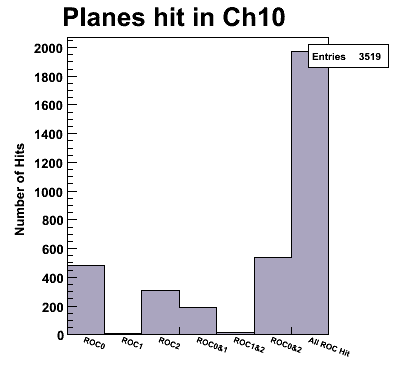 Planes hit in Ch10
Entries 3519
Number of Hits
2000
1800
1600
1400
1200
1000
800
600
400
200
0
ROC0
ROC1
ROC2
ROC0&1
ROC1&2
ROC0&2
All ROC Hit